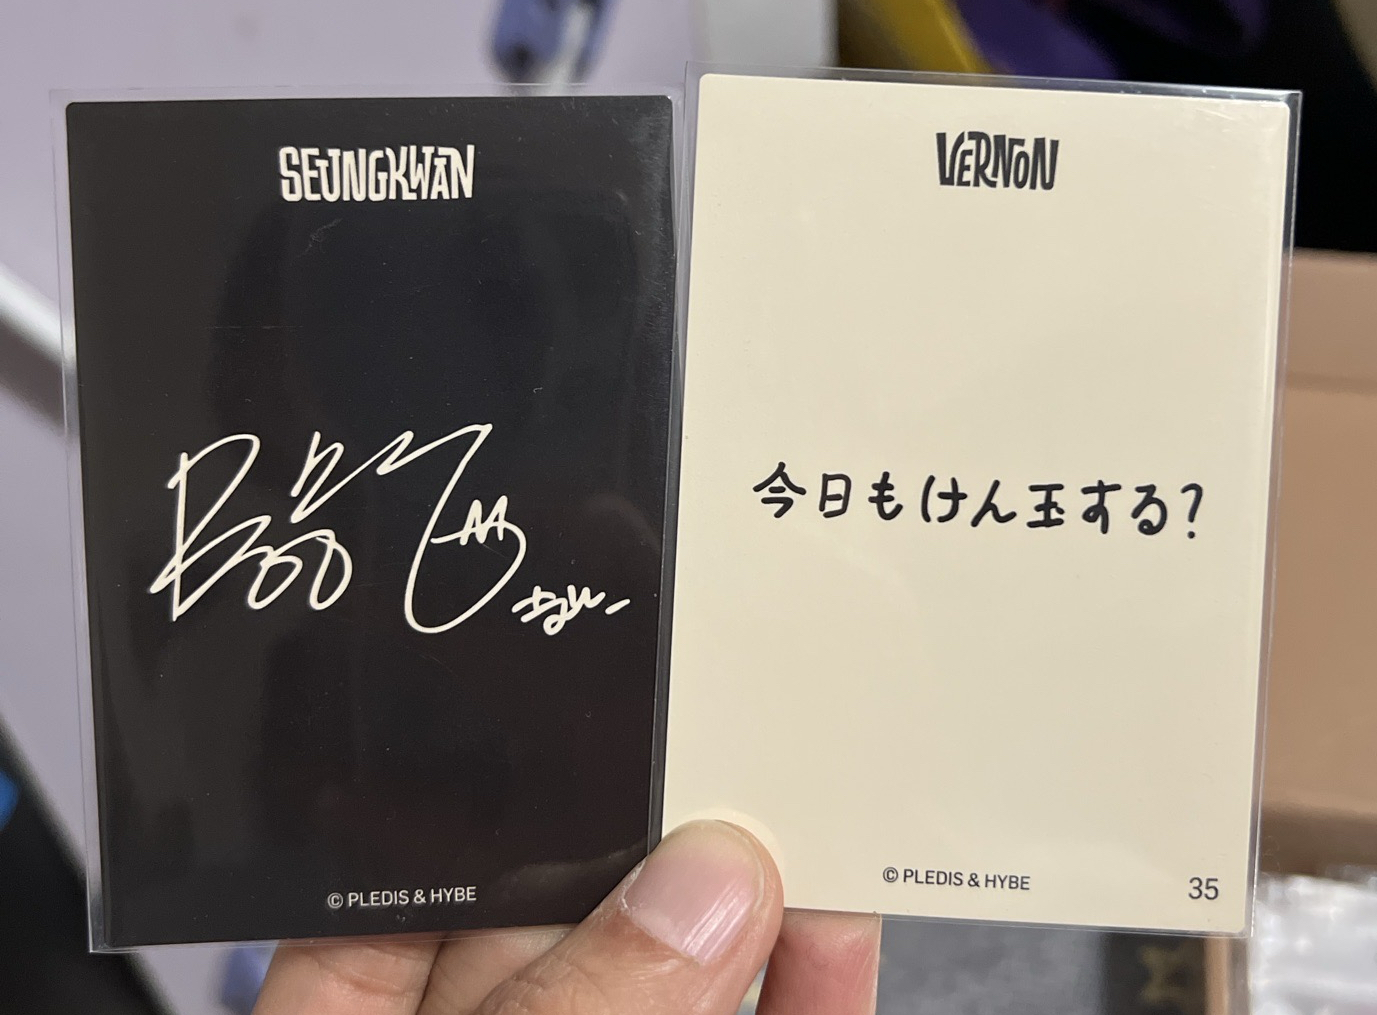 SEUNGKWAN
© PLEDIS & HYBE
VERNON
今日もけん玉する?
© PLEDIS & HYBE
35